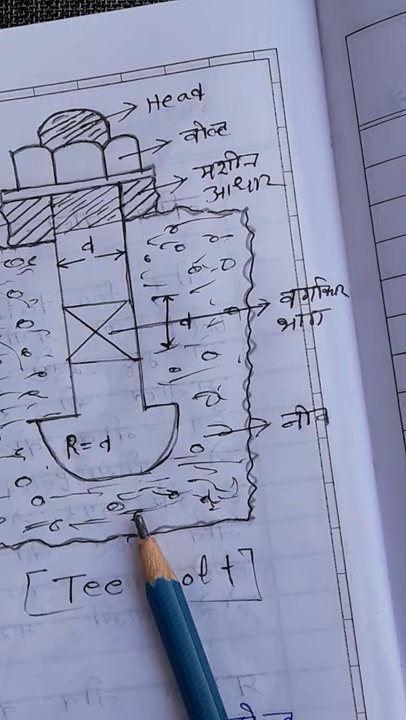 Head
वोल्ट
मशीन
आधार
d
वर्गाकार
भाग
d
R=d
नीव
Tee olt